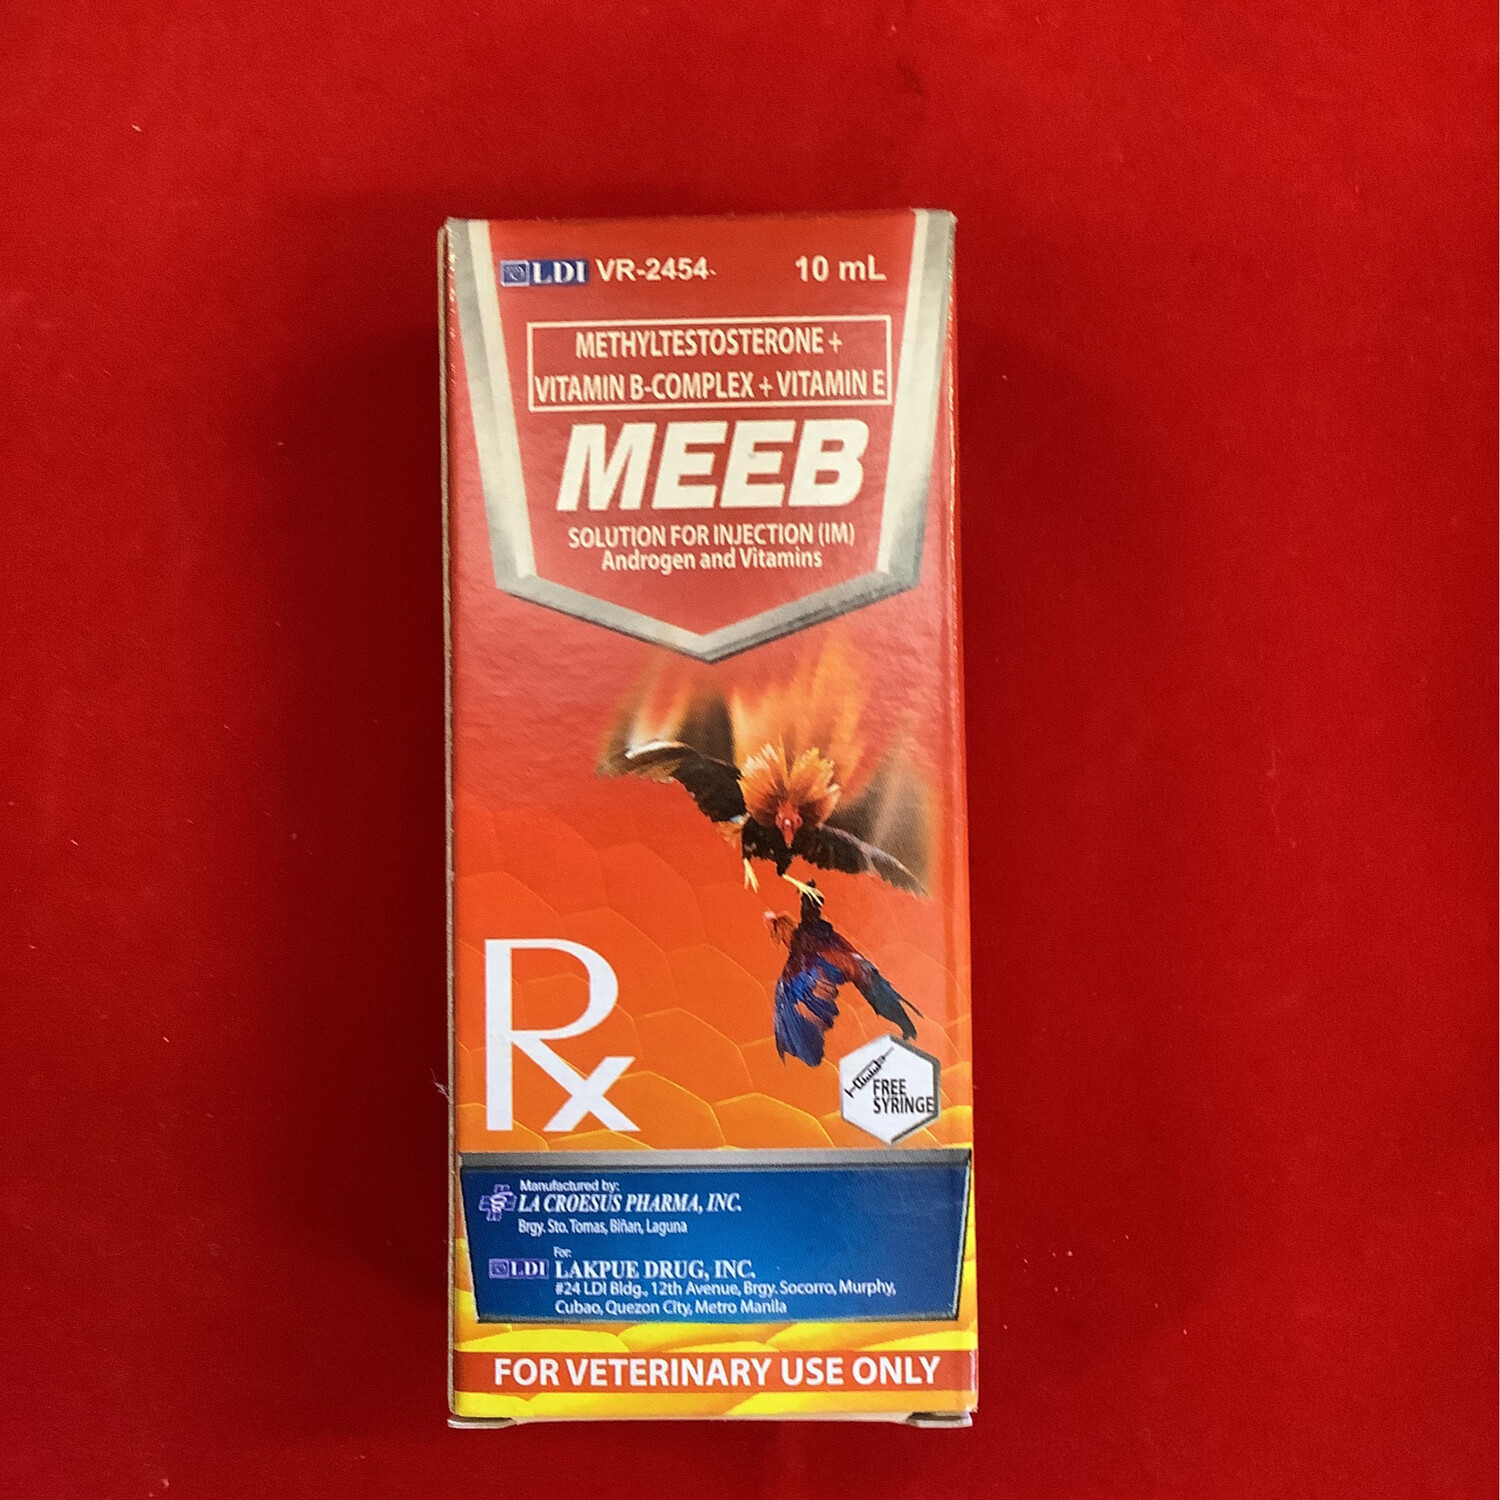 LDI VR-2454 10 mL
METHYLTESTOSTERONE +
VITAMIN B-COMPLEX + VITAMIN E
MEEB
SOLUTION FOR INJECTION (IM)
Androgen and Vitamins
Rx
FREE
SYRINGE
Manufactured by:
LA CROESUS PHARMA, INC.
Brgy. Sto. Tomas, Biñan, Laguna
For:
LDI LAKPUE DRUG, INC.
#24 LDI Bldg., 12th Avenue, Brgy. Socorro, Murphy,
Cubao, Quezon City, Metro Manila
FOR VETERINARY USE ONLY